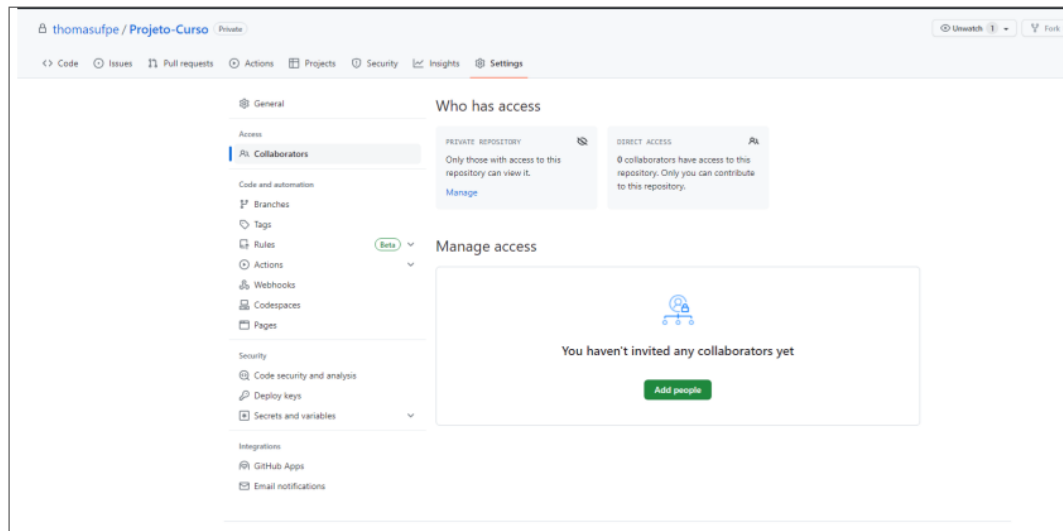 thomasufpe / Projeto-Curso Private
Unwatch 1
Fork
Code Issues Pull requests Actions Projects Security Insights Settings
General
Access
Collaborators
Code and automation
Branches
Tags
Rules Beta
Actions
Webhooks
Codespaces
Pages
Security
Code security and analysis
Deploy keys
Secrets and variables
Integrations
GitHub Apps
Email notifications
Who has access
PRIVATE REPOSITORY
Only those with access to this
repository can view it.
Manage
DIRECT ACCESS
0 collaborators have access to this
repository. Only you can contribute
to this repository.
Manage access
You haven't invited any collaborators yet
Add people